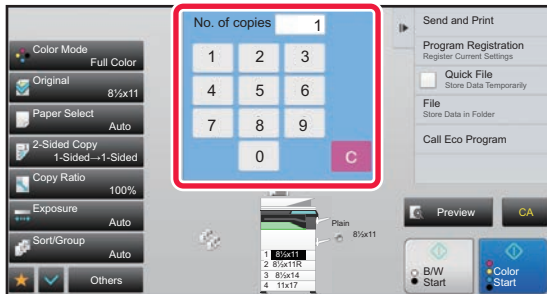 No. of copies 1
1 2 3
4 5 6
7 8 9
0 C
Color Mode
Full Color
Original
8½x11
Paper Select
Auto
2-Sided Copy
1-Sided→1-Sided
Copy Ratio
100%
Exposure
Auto
Sort/Group
Auto
Others
Plain
8½x11
1 8½x11
2 8½x11R
3 8½x14
4 11x17
Send and Print
Program Registration
Register Current Settings
Quick File
Store Data Temporarily
File
Store Data in Folder
Call Eco Program
Preview
CA
B/W
Start
Color
Start